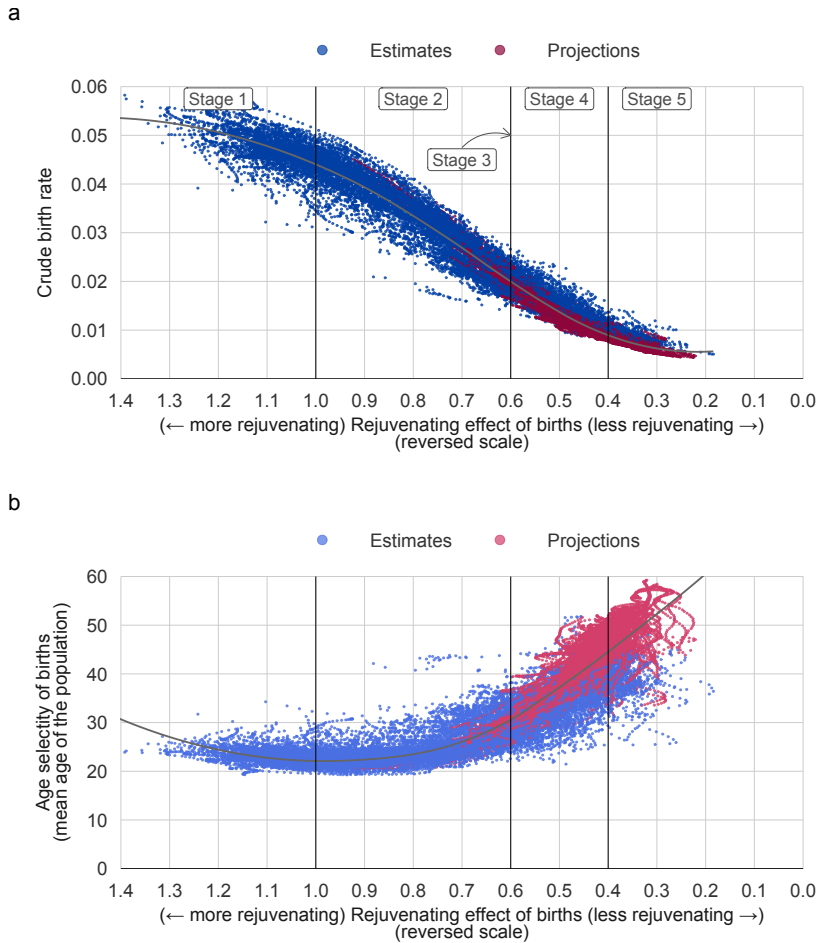 a
Estimates Projections
0.06
Stage 1 Stage 2 Stage 4 Stage 5
0.05
Stage 3
0.04
0.03
0.02
0.01
0.00
Crude birth rate
1.4 1.3 1.2 1.1 1.0 0.9 0.8 0.7 0.6 0.5 0.4 0.3 0.2 0.0
(← more rejuvenating) Rejuvenating effect of births (less rejuvenating →)
(reversed scale)
b
Estimates Projections
60
50
40
30
20
10
0
Age selectity of births
(mean age of the population)
1.4 1.3 1.2 1.1 1.0 0.9 0.8 0.7 0.6 0.5 0.4 0.3 0.2 0.0
(← more rejuvenating) Rejuvenating effect of births (less rejuvenating →)
(reversed scale)